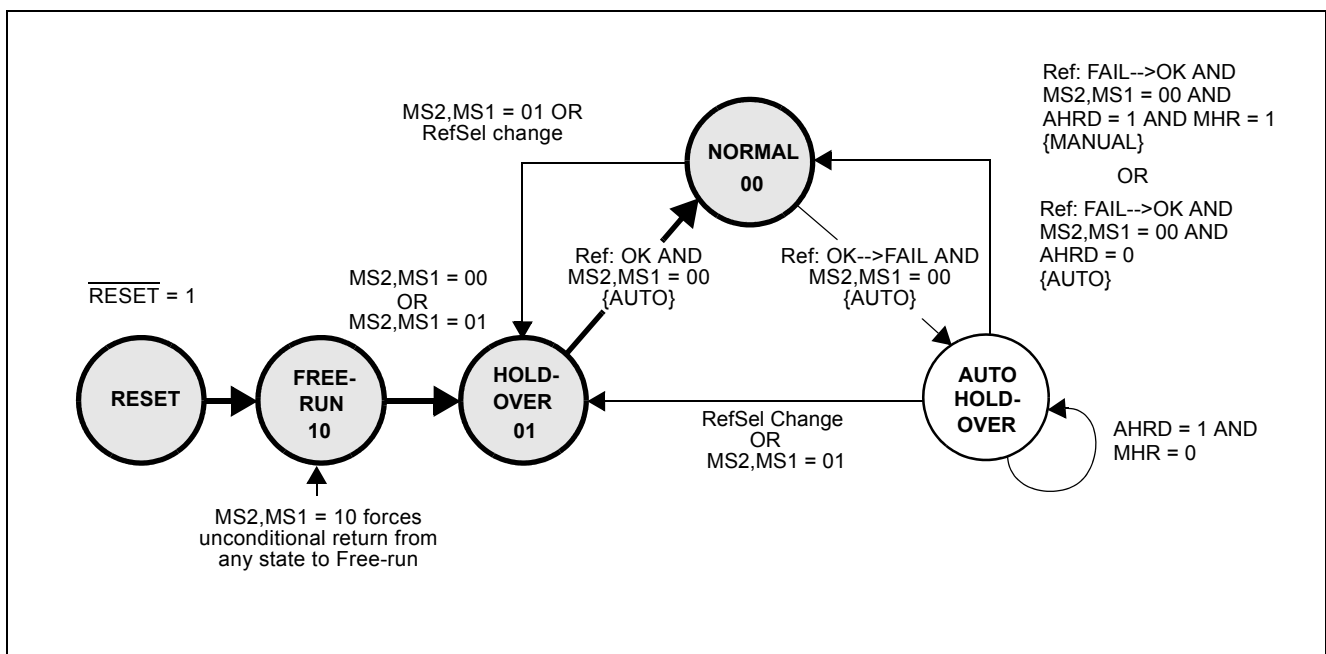 MS2,MS1 = 01 OR
RefSel change
NORMAL
00
Ref: FAIL-->OK AND
MS2,MS1 = 00 AND
AHRD = 1 AND MHR = 1
{MANUAL}
OR
Ref: FAIL-->OK AND
MS2,MS1 = 00 AND
AHRD = 0
{AUTO}
RESET = 1
MS2,MS1 = 00
OR
MS2,MS1 = 01
Ref: OK AND
MS2,MS1 = 00
{AUTO}
Ref: OK-->FAIL AND
MS2,MS1 = 00
{AUTO}
RESET
FREE-
RUN
10
HOLD-
OVER
01
AUTO
HOLD-
OVER
RefSel Change
OR
MS2,MS1 = 01
AHRD = 1 AND
MHR = 0
MS2,MS1 = 10 forces
unconditional return from
any state to Free-run